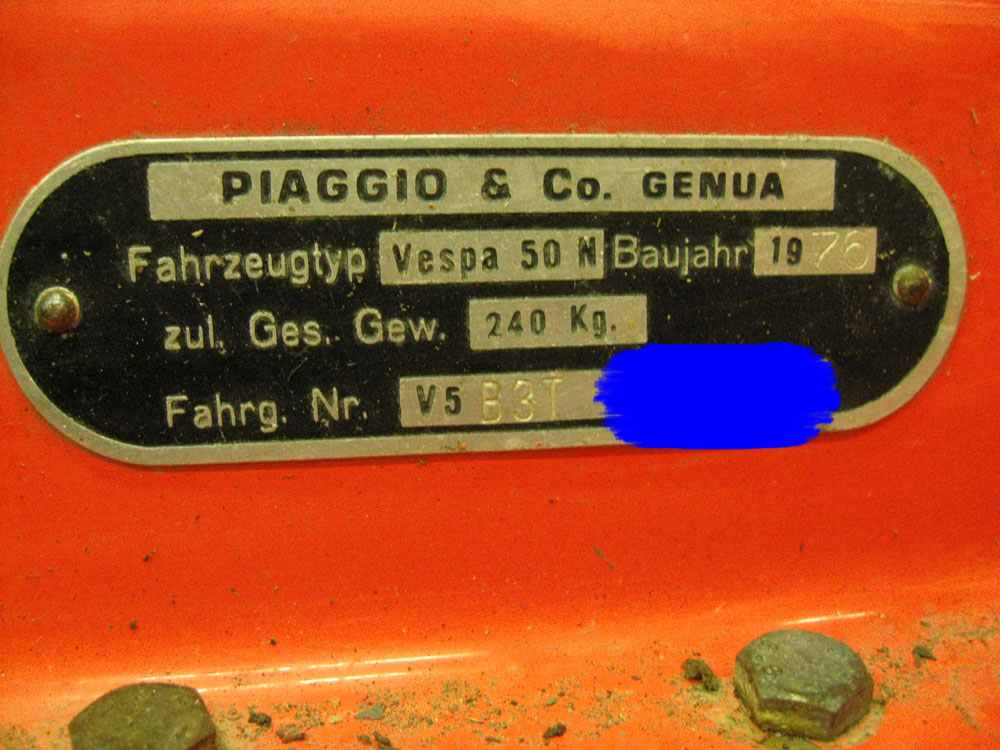 PIAGGIO & Co. GENUA
Fahrzeugtyp Vespa 50 N Baujahr 1976
zul. Ges. Gew. 240 Kg.
Fahrg. Nr. V5 B3T